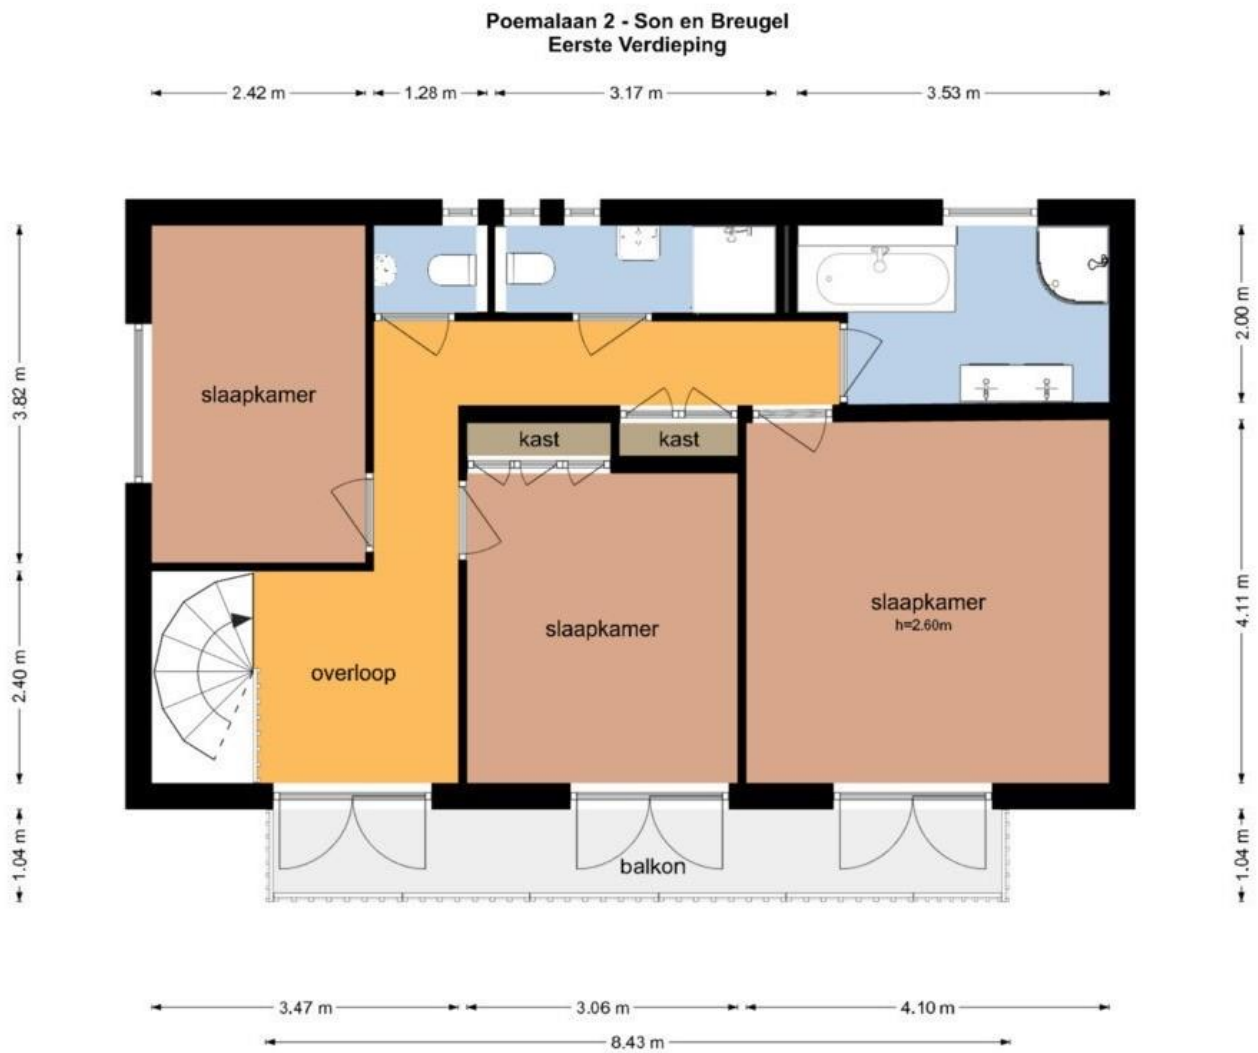 Poemalaan 2 - Son en Breugel
Eerste Verdieping
2.42 m
1.28 m
3.17 m
3.53 m
3.82 m
2.00 m
slaapkamer
kast
kast
slaapkamer
h=2.60m
slaapkamer
overloop
2.40 m
4.11 m
balkon
1.04 m
1.04 m
3.47 m
3.06 m
4.10 m
8.43 m